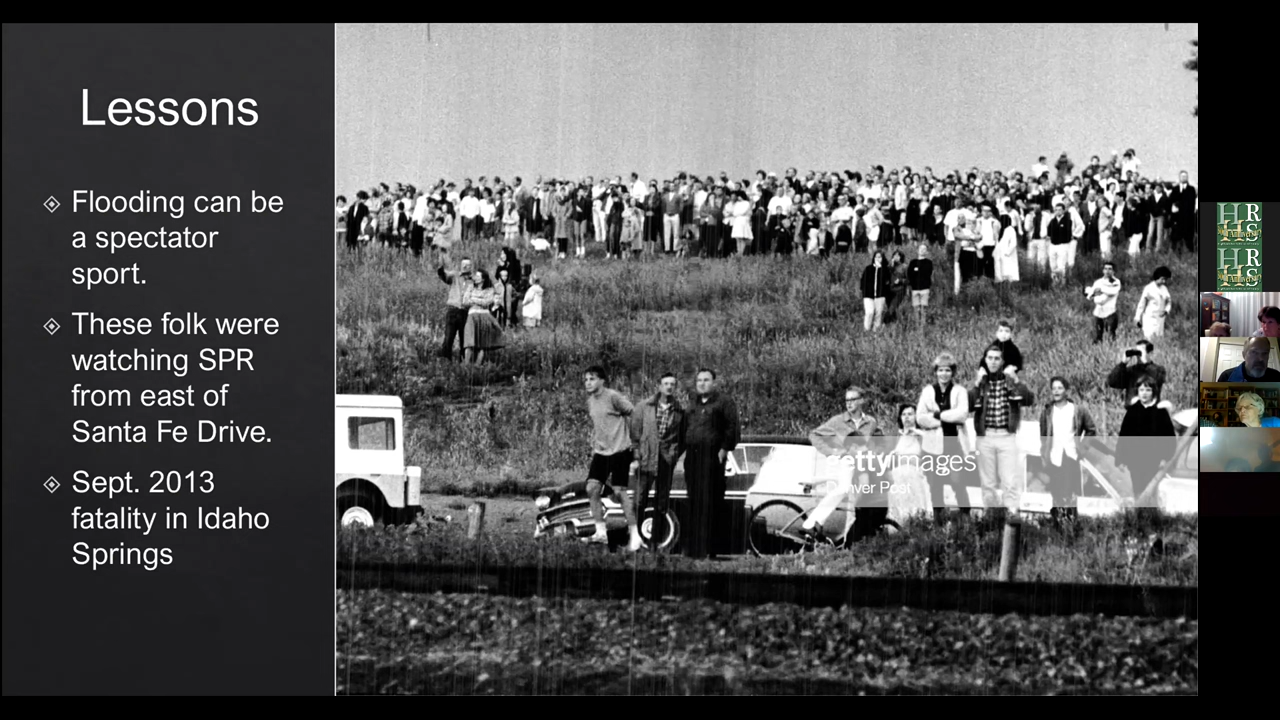 Lessons
Flooding can be
a spectator
sport.
These folk were
watching SPR
from east of
Santa Fe Drive.
Sept. 2013
fatality in Idaho
Springs
gettyimages
Denver Post
H R
H S
H R
H S